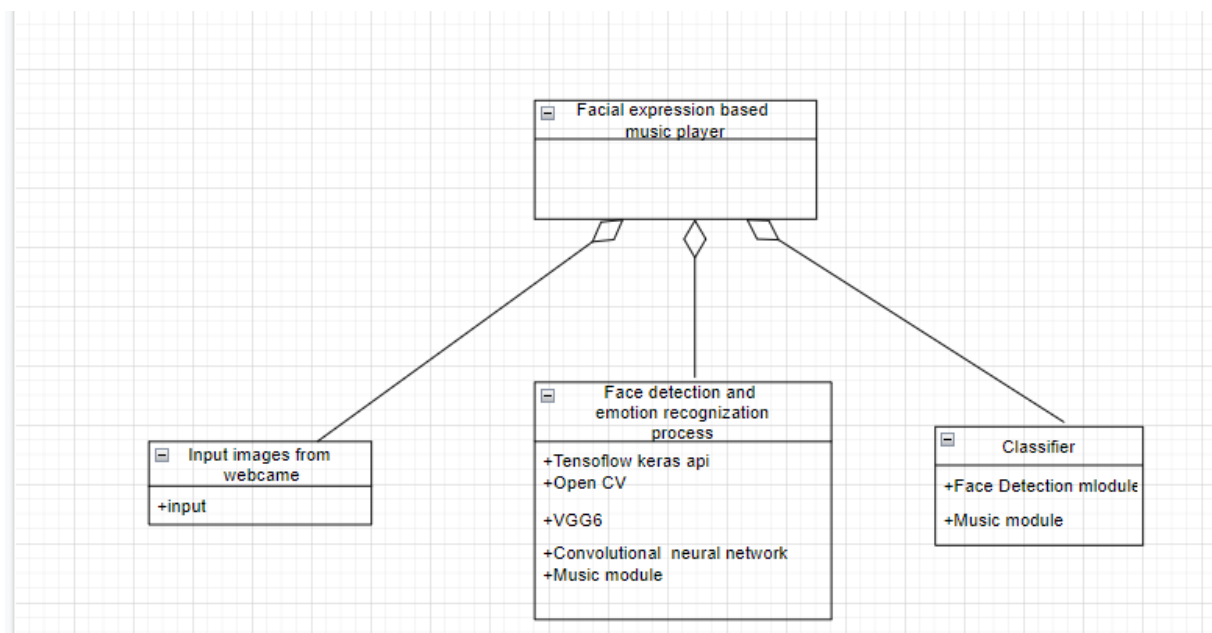 Facial expression based
music player
Input images from
webcame
+input
Face detection and
emotion recognization
process
+Tensoflow keras api
+Open CV
+VGG6
+Convolutional neural network
+Music module
Classifier
+Face Detection mlodule
+Music module